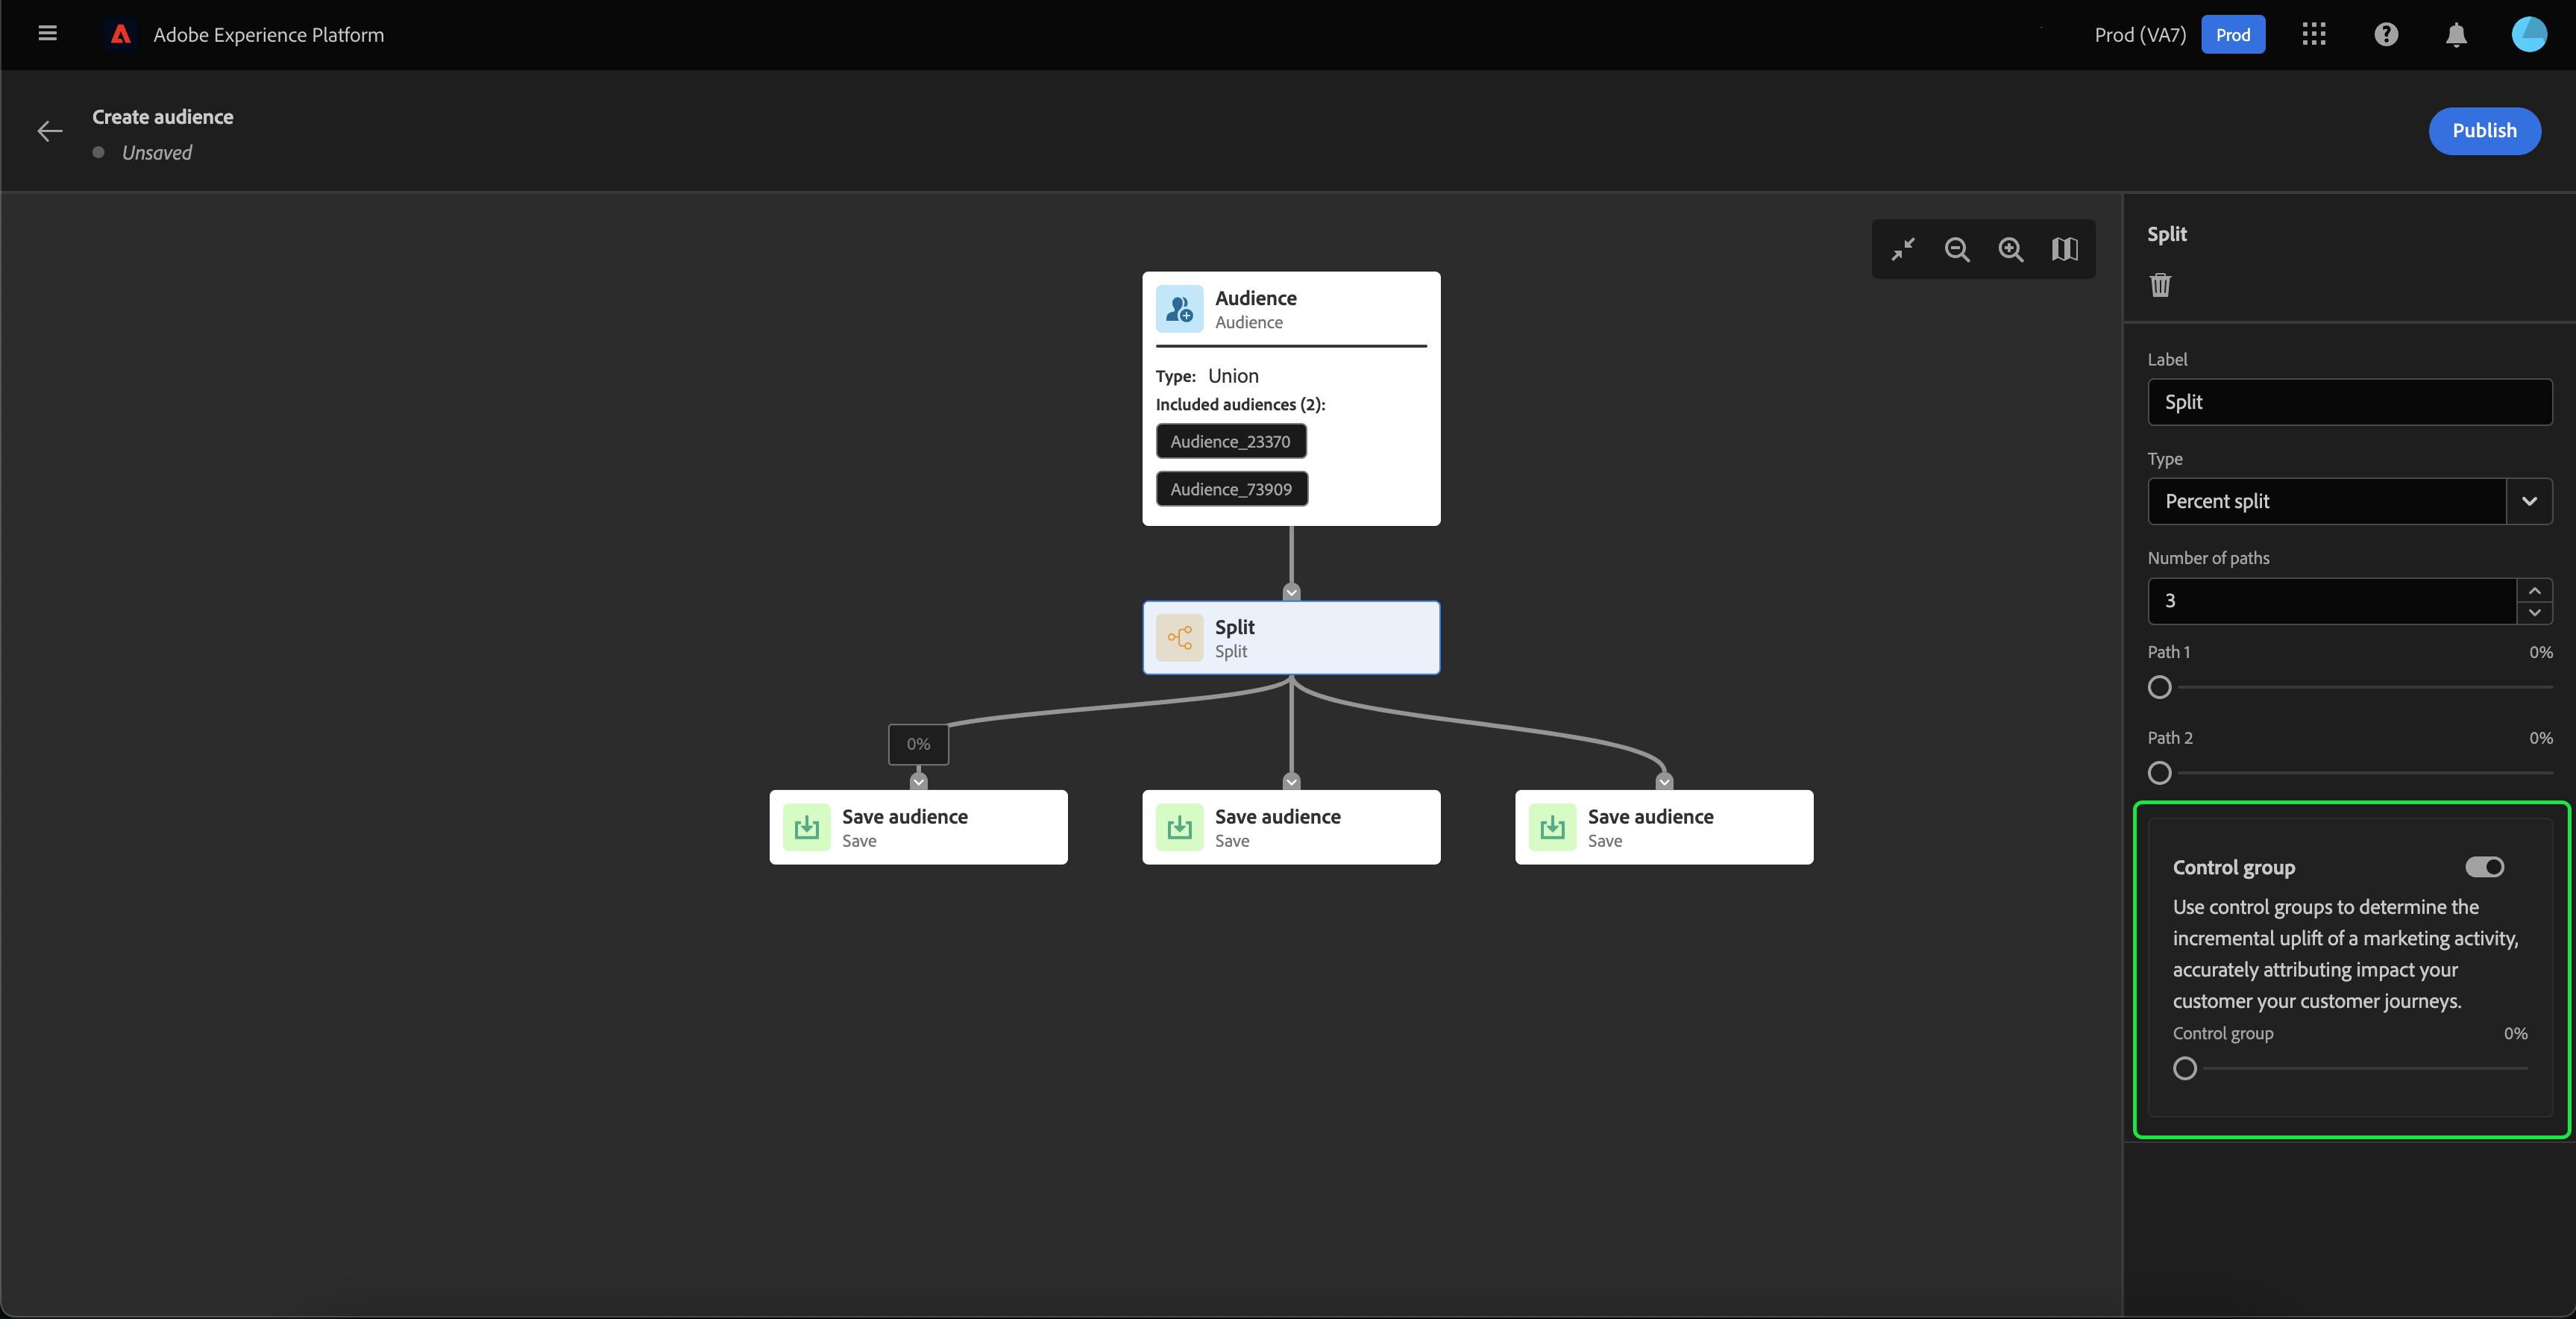 Adobe Experience Platform
Prod (VA7)
Prod
Create audience
Unsaved
Publish
Audience
Audience
Type: Union
Included audiences (2):
Audience_23370
Audience_73909
Split
Split
0%
Save audience
Save
Save audience
Save
Save audience
Save
Split
Label
Split
Type
Percent split
Number of paths
3
Path 1 0%
Path 2 0%
Control group
Use control groups to determine the
incremental uplift of a marketing activity,
accurately attributing impact your
customer your customer journeys.
Control group 0%